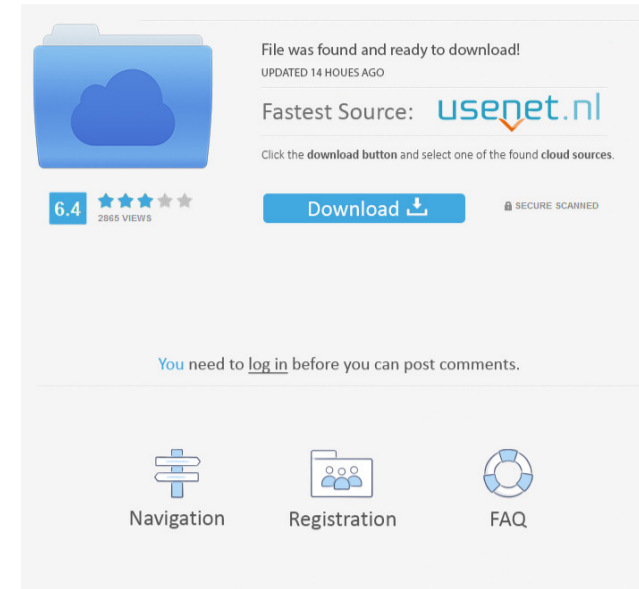 File was found and ready to download!
UPDATED 14 HOUES AGO
Fastest Source: usenet.nl
Click the download button and select one of the found cloud sources.
6.4
2865 VIEWS
Download
SECURE SCANNED
You need to log in before you can post comments.
Navigation
Registration
FAQ